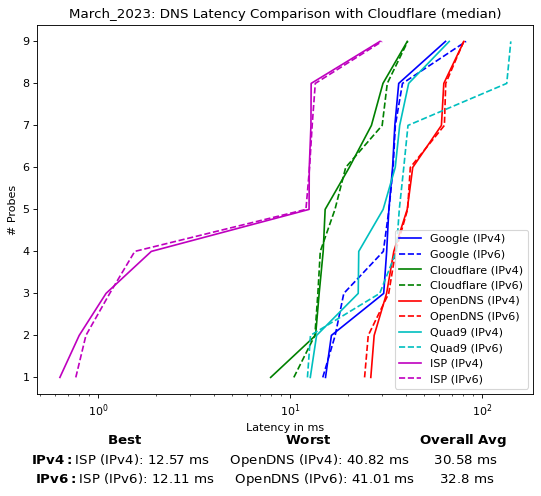 March_2023: DNS Latency Comparison with Cloudflare (median)
9
8
7
6
5
4
3
2
1
# Probes
Google (IPv4)
Google (IPv6)
Cloudflare (IPv4)
Cloudflare (IPv6)
OpenDNS (IPv4)
OpenDNS (IPv6)
Quad9 (IPv4)
Quad9 (IPv6)
ISP (IPv4)
ISP (IPv6)
10⁰ 10¹ 10²
Latency in ms
Best Worst Overall Avg
IPv4: ISP (IPv4): 12.57 ms OpenDNS (IPv4): 40.82 ms 30.58 ms
IPv6: ISP (IPv6): 12.11 ms OpenDNS (IPv6): 41.01 ms 32.8 ms